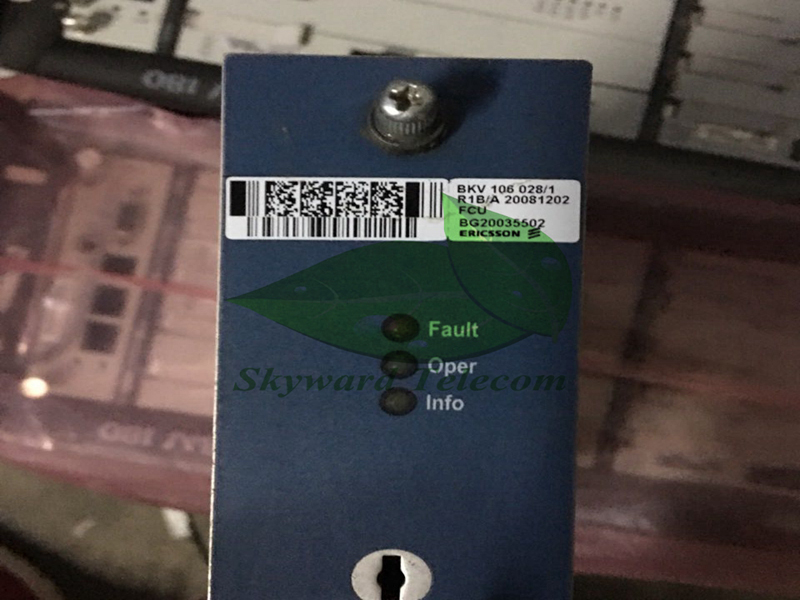 BKV 106 028/1
R1B/A 20081202
FCU
BG20035502
ERICSSON
Fault
Oper
Skyward Telecom
Info